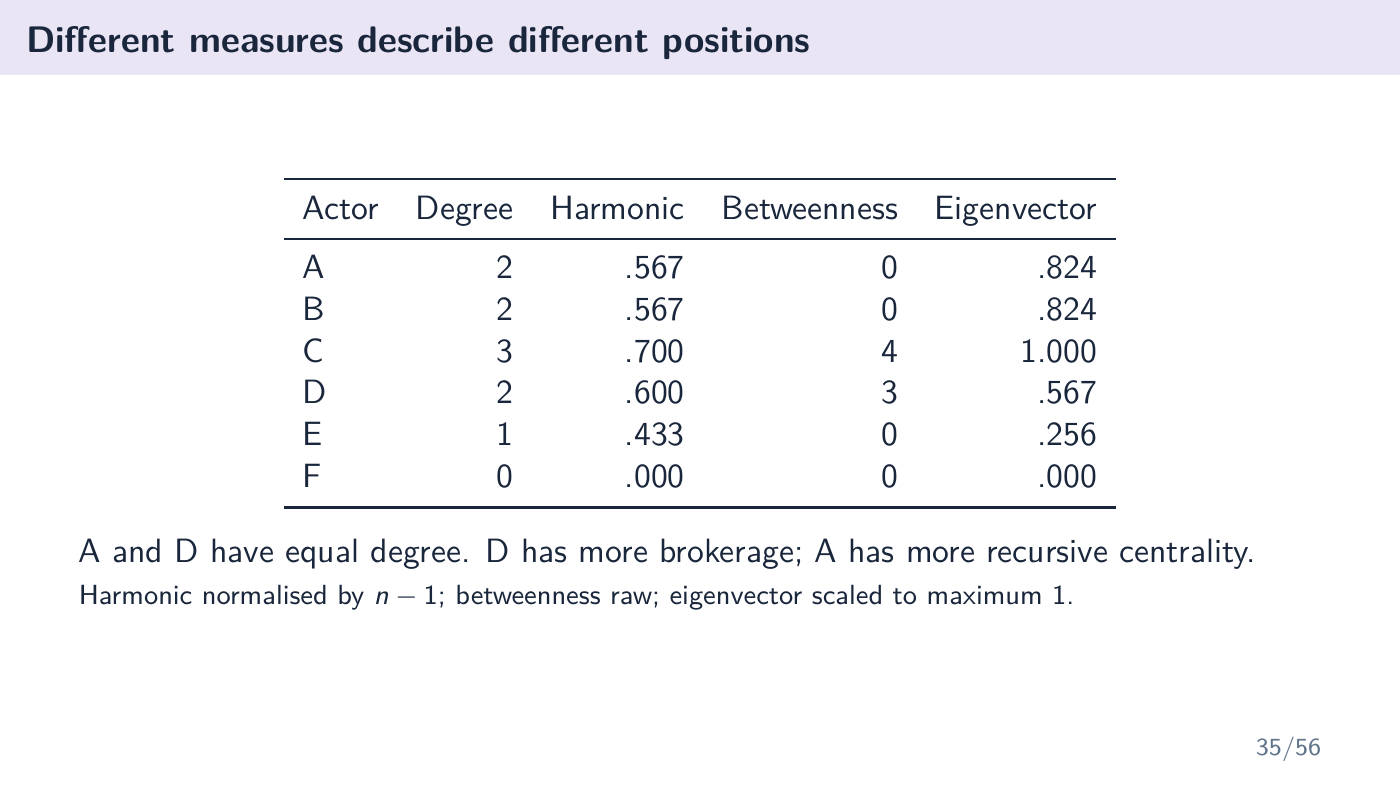 Different measures describe different positions
Actor Degree Harmonic Betweenness Eigenvector
A 2 .567 0 .824
B 2 .567 0 .824
C 3 .700 4 1.000
D 2 .600 3 .567
E 1 .433 0 .256
F 0 .000 0 .000
A and D have equal degree. D has more brokerage; A has more recursive centrality.
Harmonic normalised by n − 1; betweenness raw; eigenvector scaled to maximum 1.
35/56